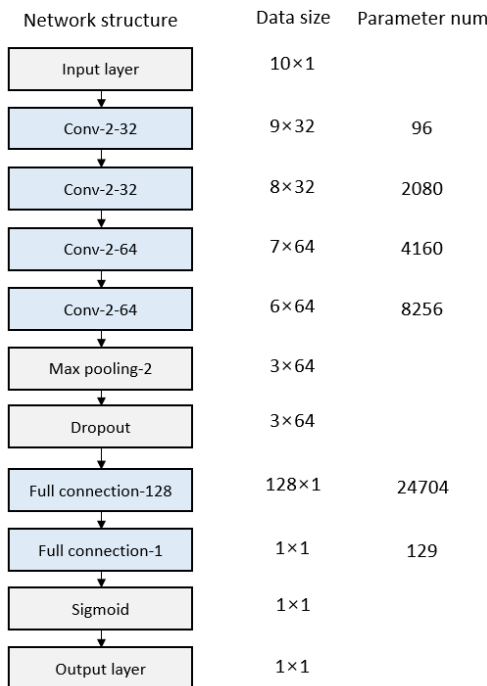 Network structure Data size Parameter num
Input layer 10×1
Conv-2-32 9×32 96
Conv-2-32 8×32 2080
Conv-2-64 7×64 4160
Conv-2-64 6×64 8256
Max pooling-2 3×64
Dropout 3×64
Full connection-128 128×1 24704
Full connection-1 1×1 129
Sigmoid 1×1
Output layer 1×1